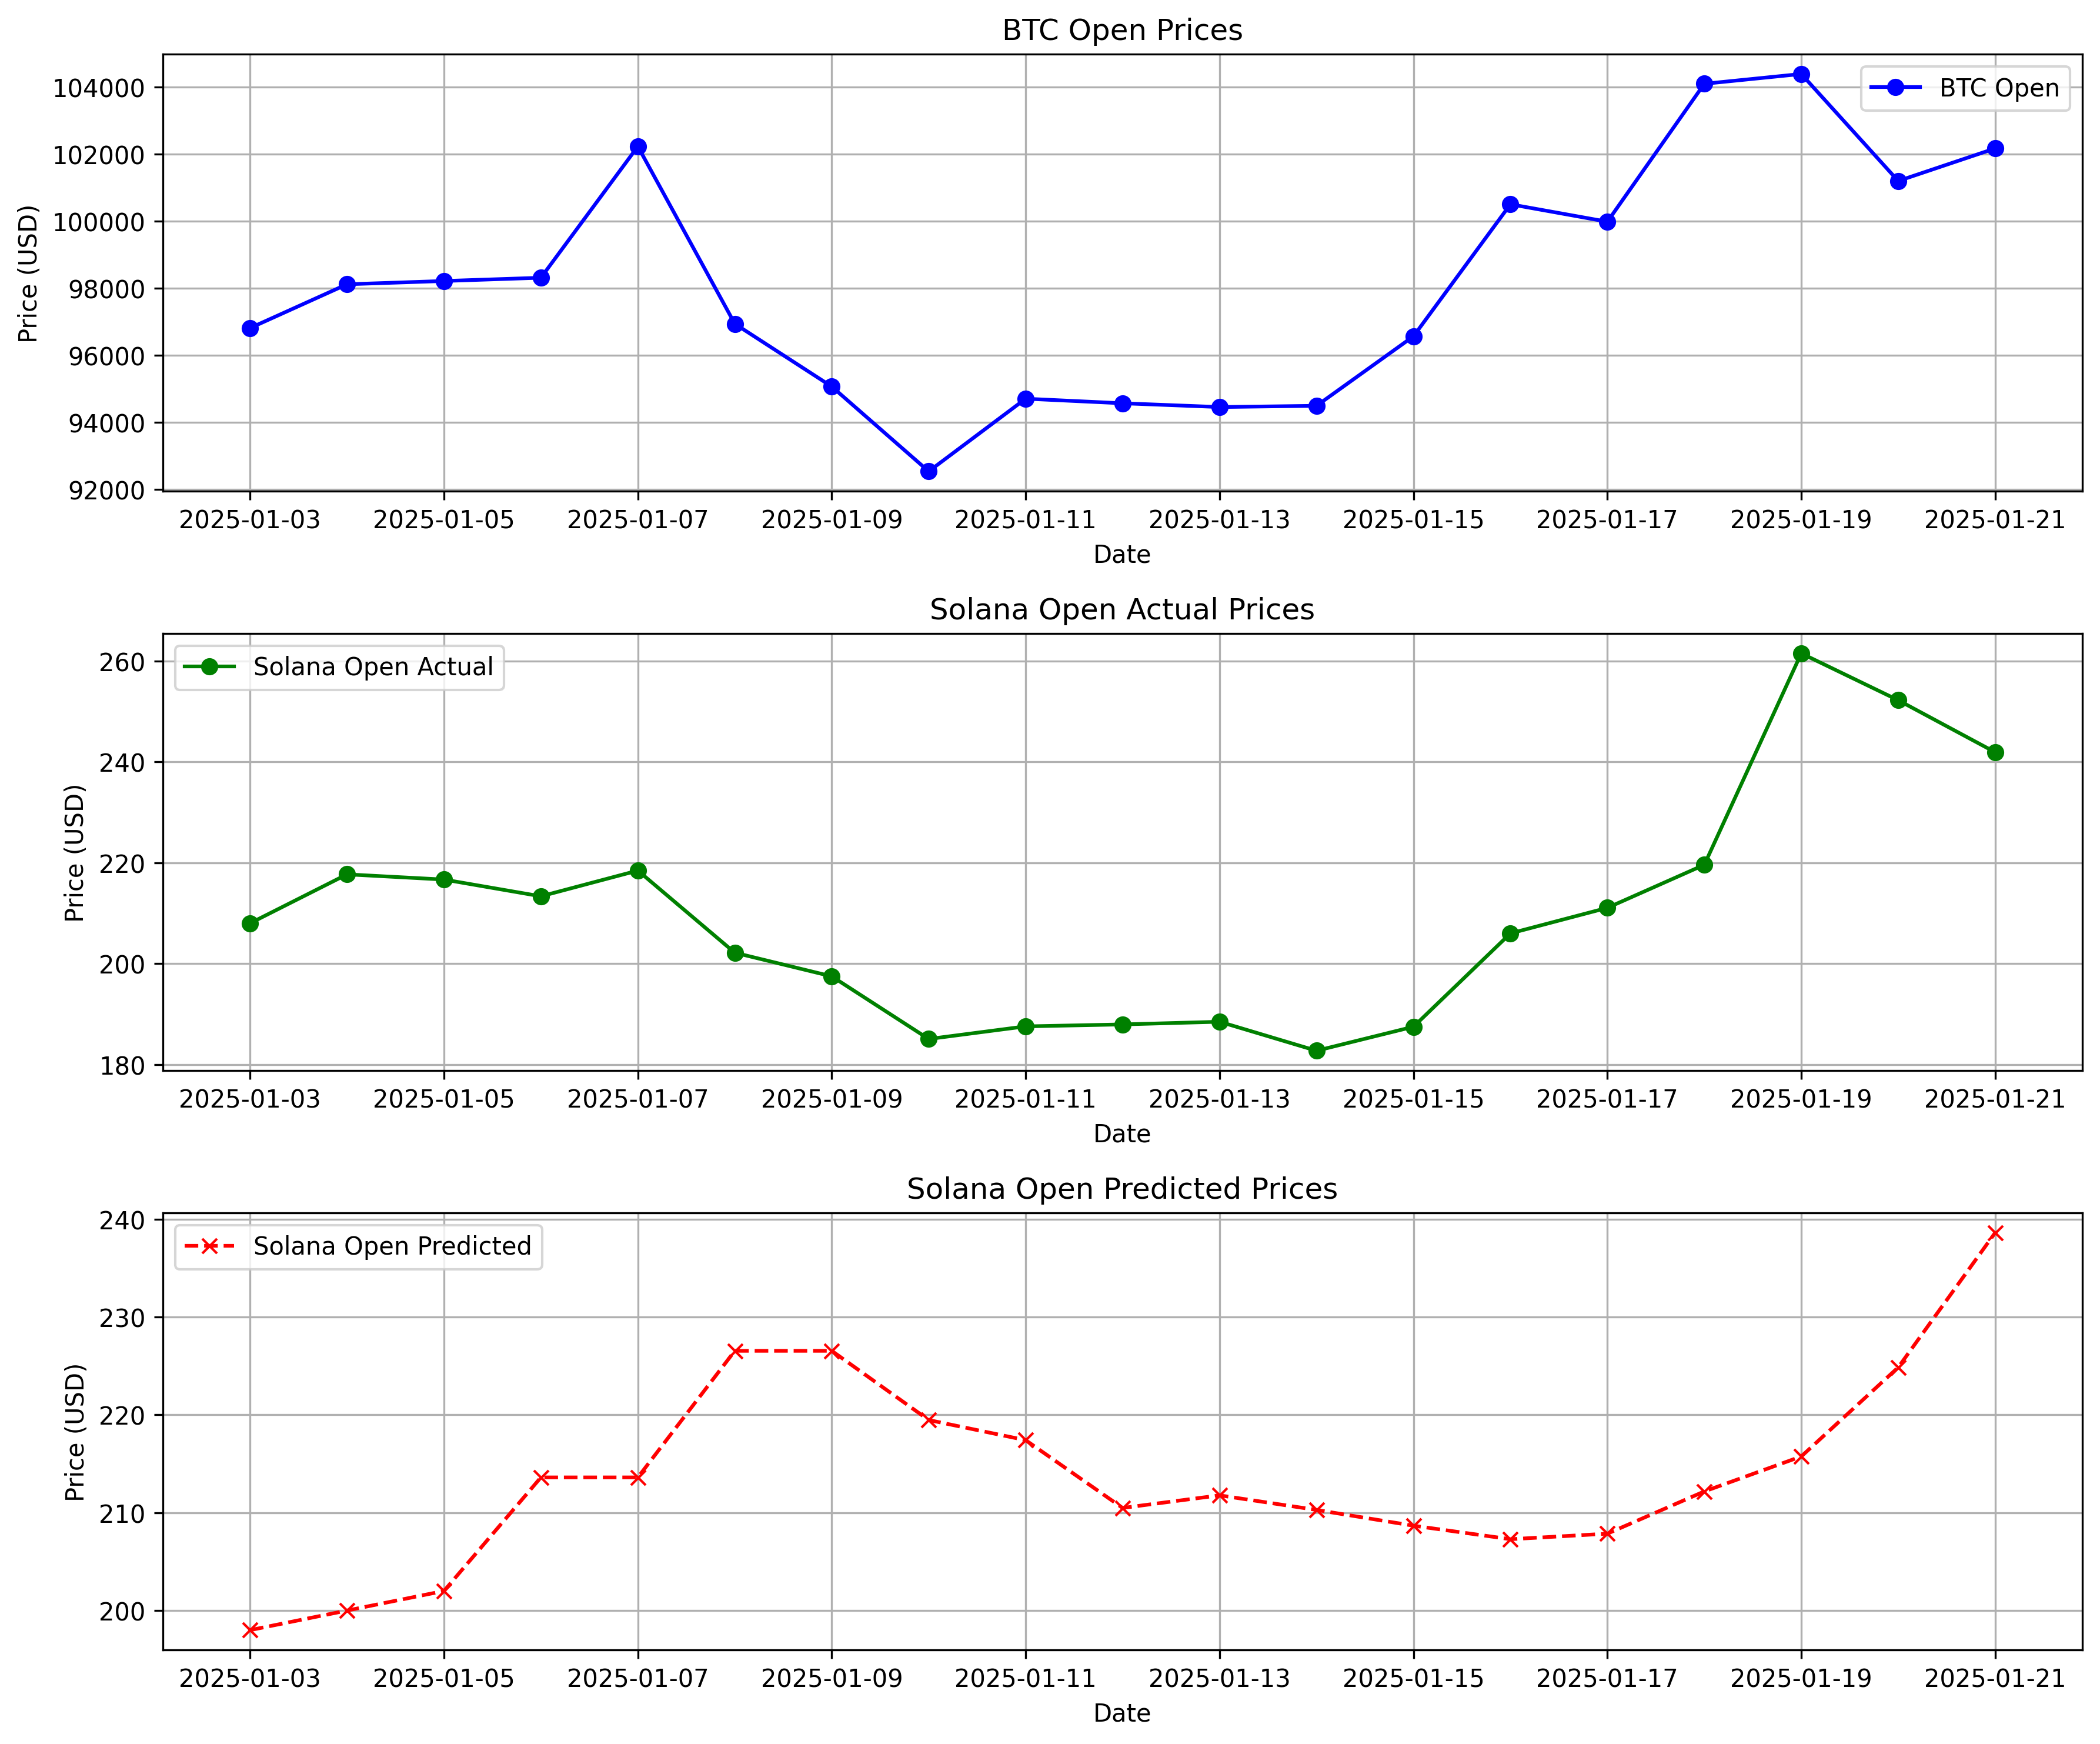 BTC Open Prices
BTC Open
Price (USD)
104000
102000
100000
98000
96000
94000
92000
2025-01-03 2025-01-05 2025-01-07 2025-01-09 2025-01-11 2025-01-13 2025-01-15 2025-01-17 2025-01-19 2025-01-21
Date
Solana Open Actual Prices
Solana Open Actual
Price (USD)
260
240
220
200
180
2025-01-03 2025-01-05 2025-01-07 2025-01-09 2025-01-11 2025-01-13 2025-01-15 2025-01-17 2025-01-19 2025-01-21
Date
Solana Open Predicted Prices
Solana Open Predicted
Price (USD)
240
230
220
210
200
2025-01-03 2025-01-05 2025-01-07 2025-01-09 2025-01-11 2025-01-13 2025-01-15 2025-01-17 2025-01-19 2025-01-21
Date